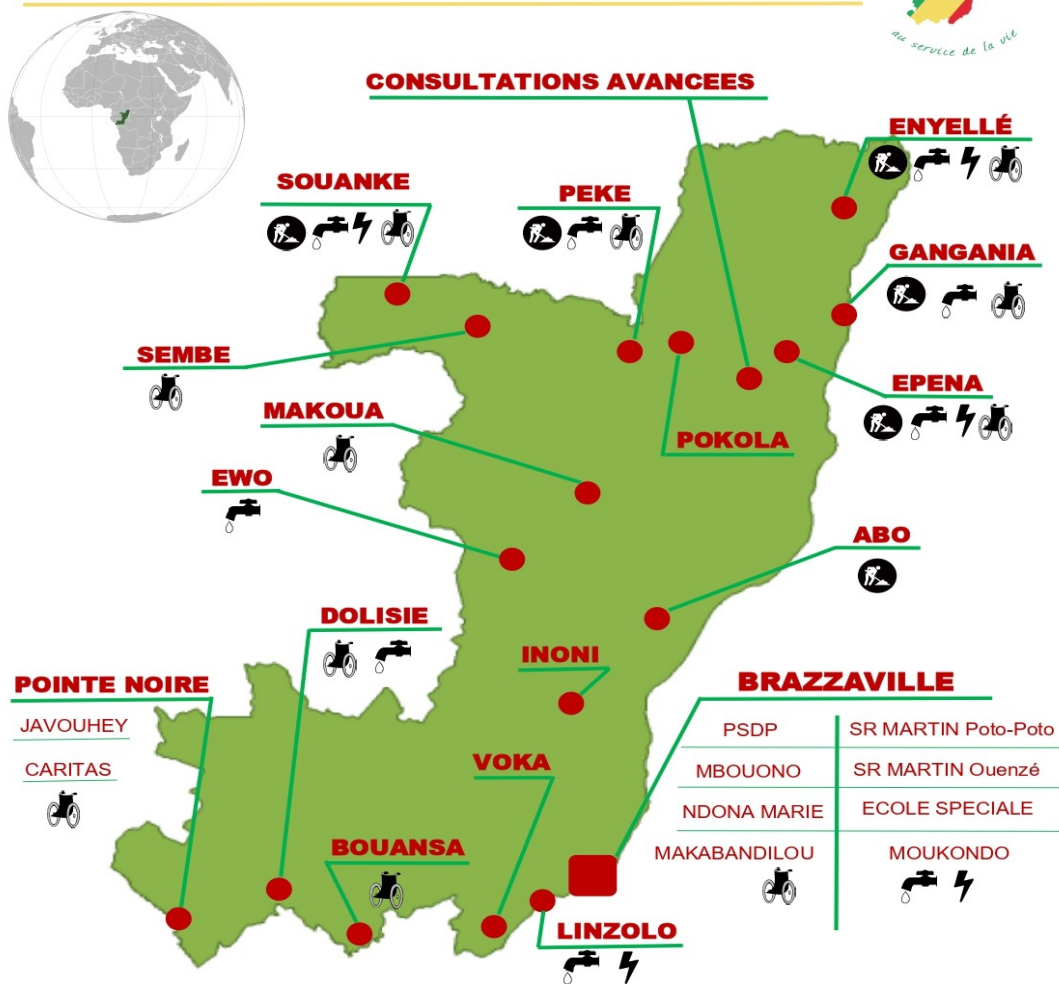 au service de la vie
CONSULTATIONS AVANCEES
ENYELLÉ
SOUANKE
PEKE
GANGANIA
SEMBE
EPENA
MAKOUA
POKOLA
EWO
ABO
DOLISIE
INONI
POINTE NOIRE
JAVOUHEY
CARITAS
BRAZZAVILLE
PSDP
SR MARTIN Poto-Poto
MBOUONO
SR MARTIN Ouenzé
NDONA MARIE
ECOLE SPECIALE
MAKABANDILOU
MOUKONDO
VOKA
BOUANSA
LINZOLO